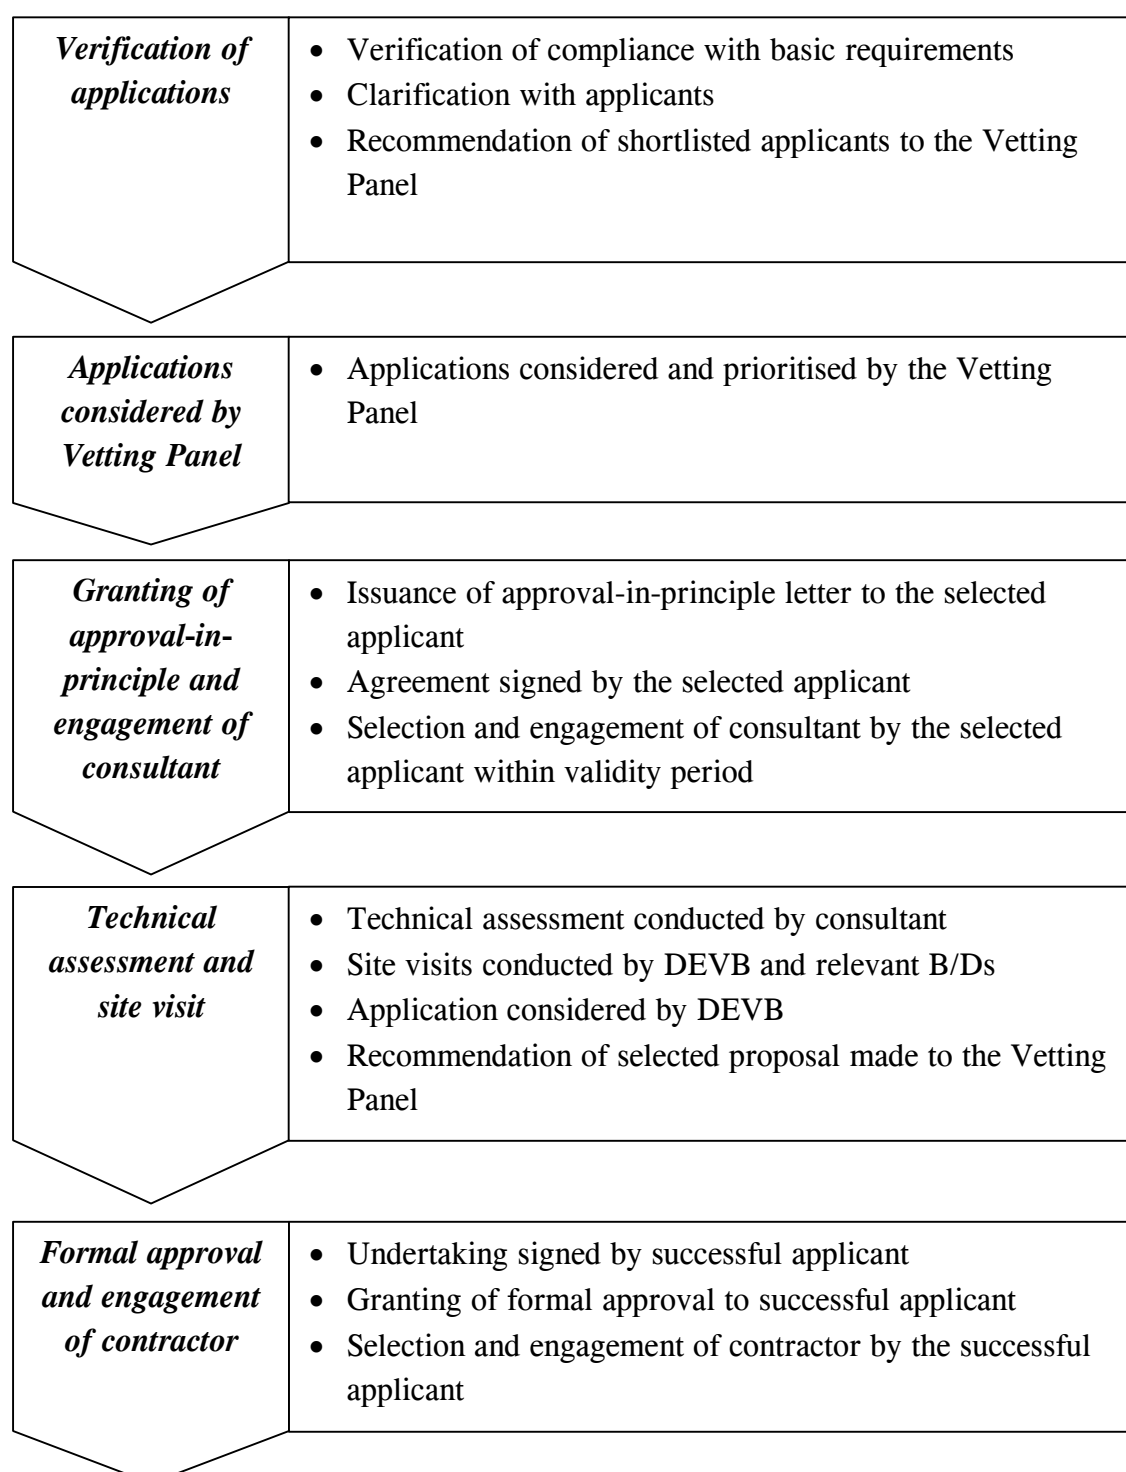 Verification of
applications
• Verification of compliance with basic requirements
• Clarification with applicants
• Recommendation of shortlisted applicants to the Vetting
Panel
Applications
considered by
Vetting Panel
• Applications considered and prioritised by the Vetting
Panel
Granting of
approval-in-
principle and
engagement of
consultant
• Issuance of approval-in-principle letter to the selected
applicant
• Agreement signed by the selected applicant
• Selection and engagement of consultant by the selected
applicant within validity period
Technical
assessment and
site visit
• Technical assessment conducted by consultant
• Site visits conducted by DEVB and relevant B/Ds
• Application considered by DEVB
• Recommendation of selected proposal made to the Vetting
Panel
Formal approval
and engagement
of contractor
• Undertaking signed by successful applicant
• Granting of formal approval to successful applicant
• Selection and engagement of contractor by the successful
applicant